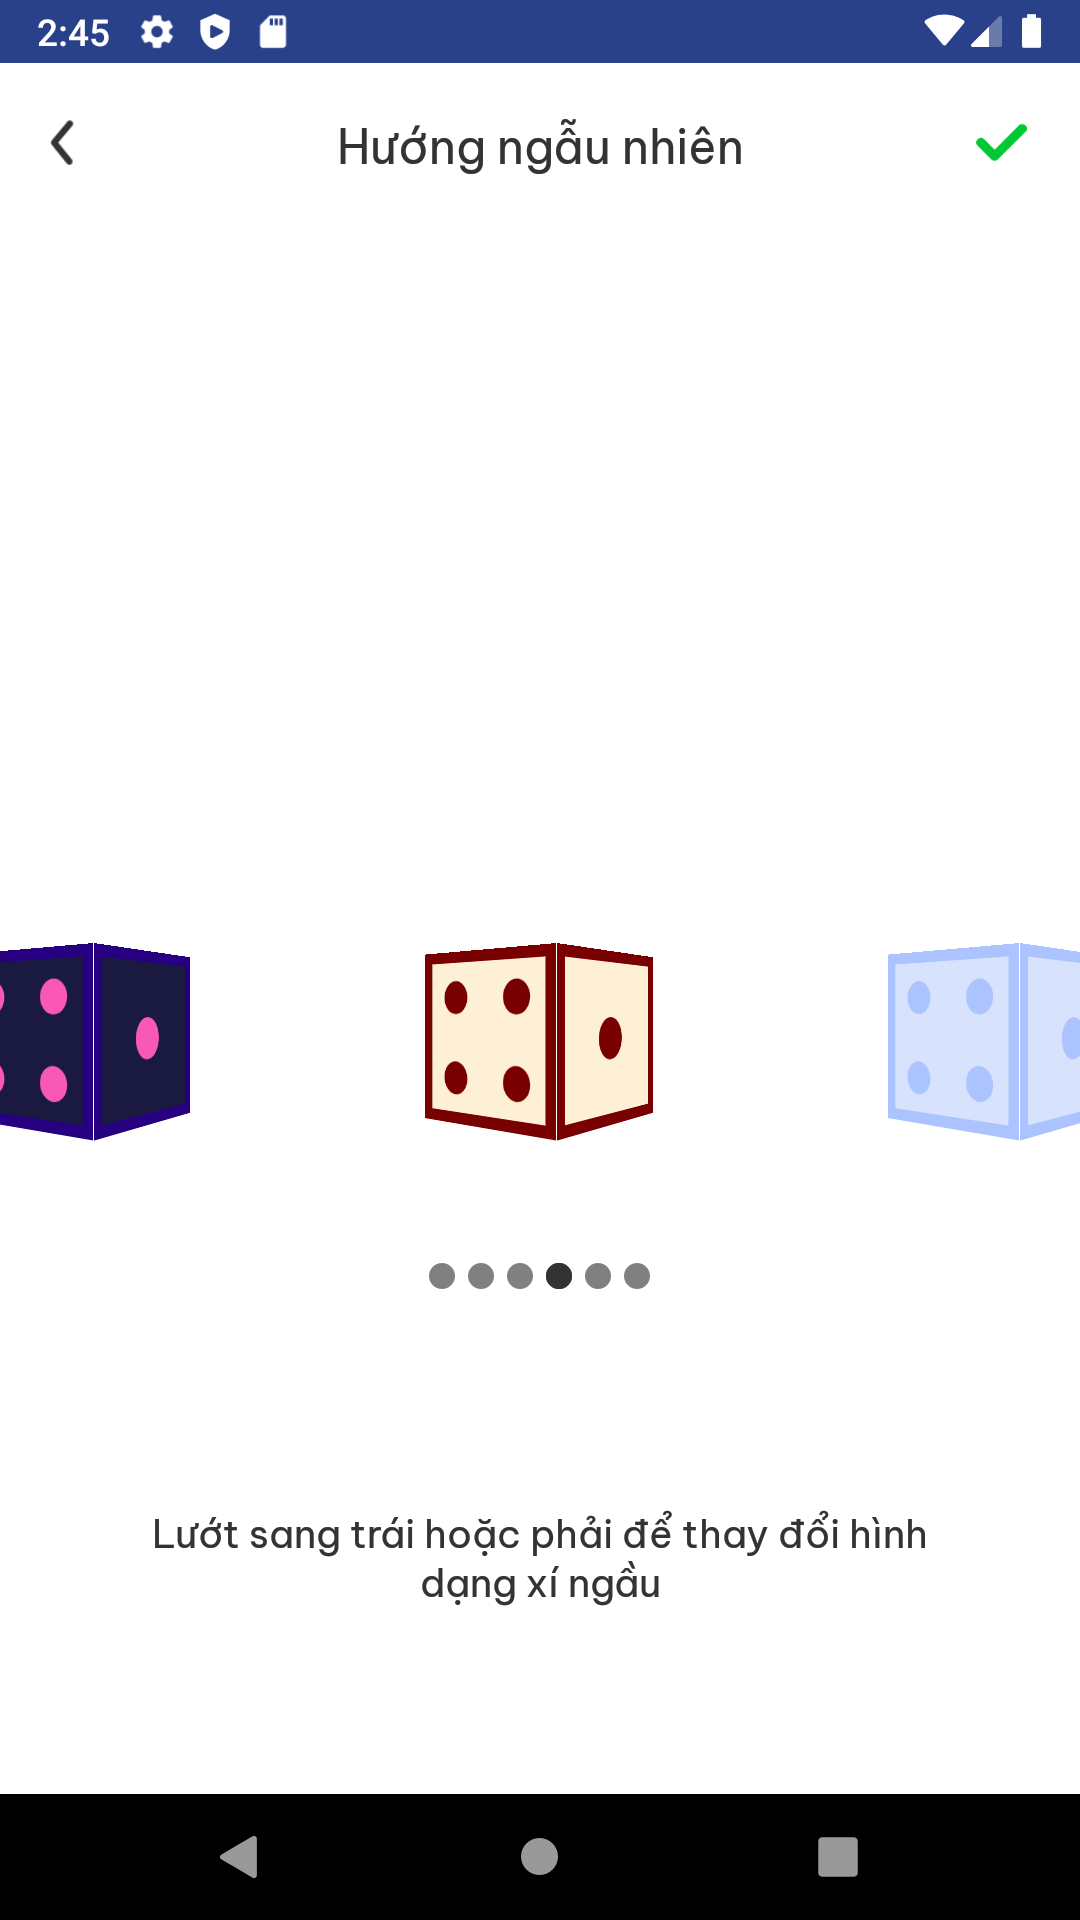 2:45
Hướng ngẫu nhiên
Lướt sang trái hoặc phải để thay đổi hình
dạng xí ngầu